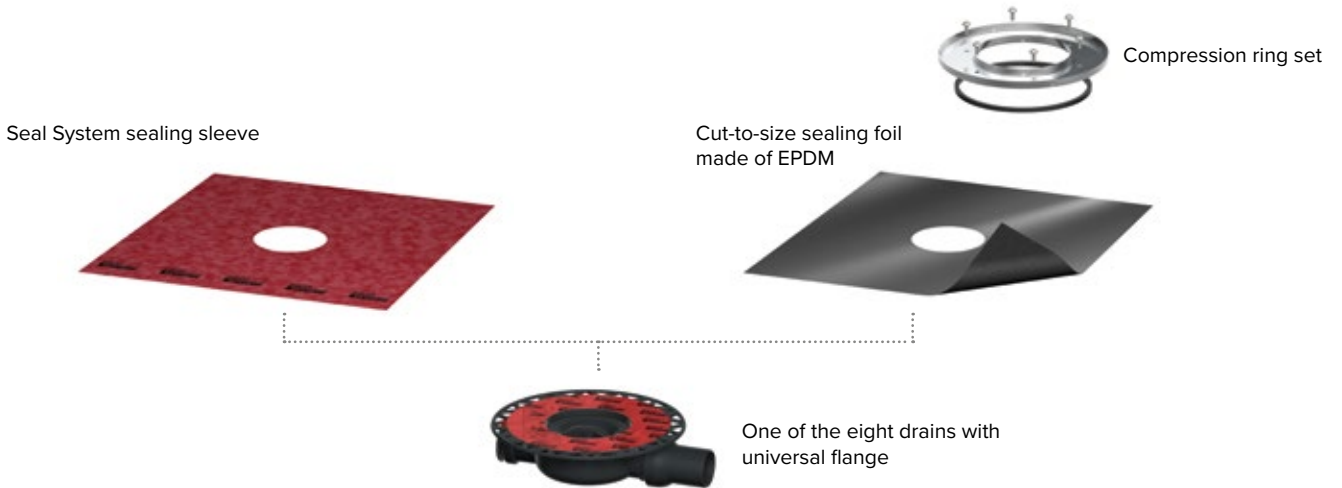 Compression ring set
Seal System sealing sleeve
Cut-to-size sealing foil
made of EPDM
One of the eight drains with
universal flange